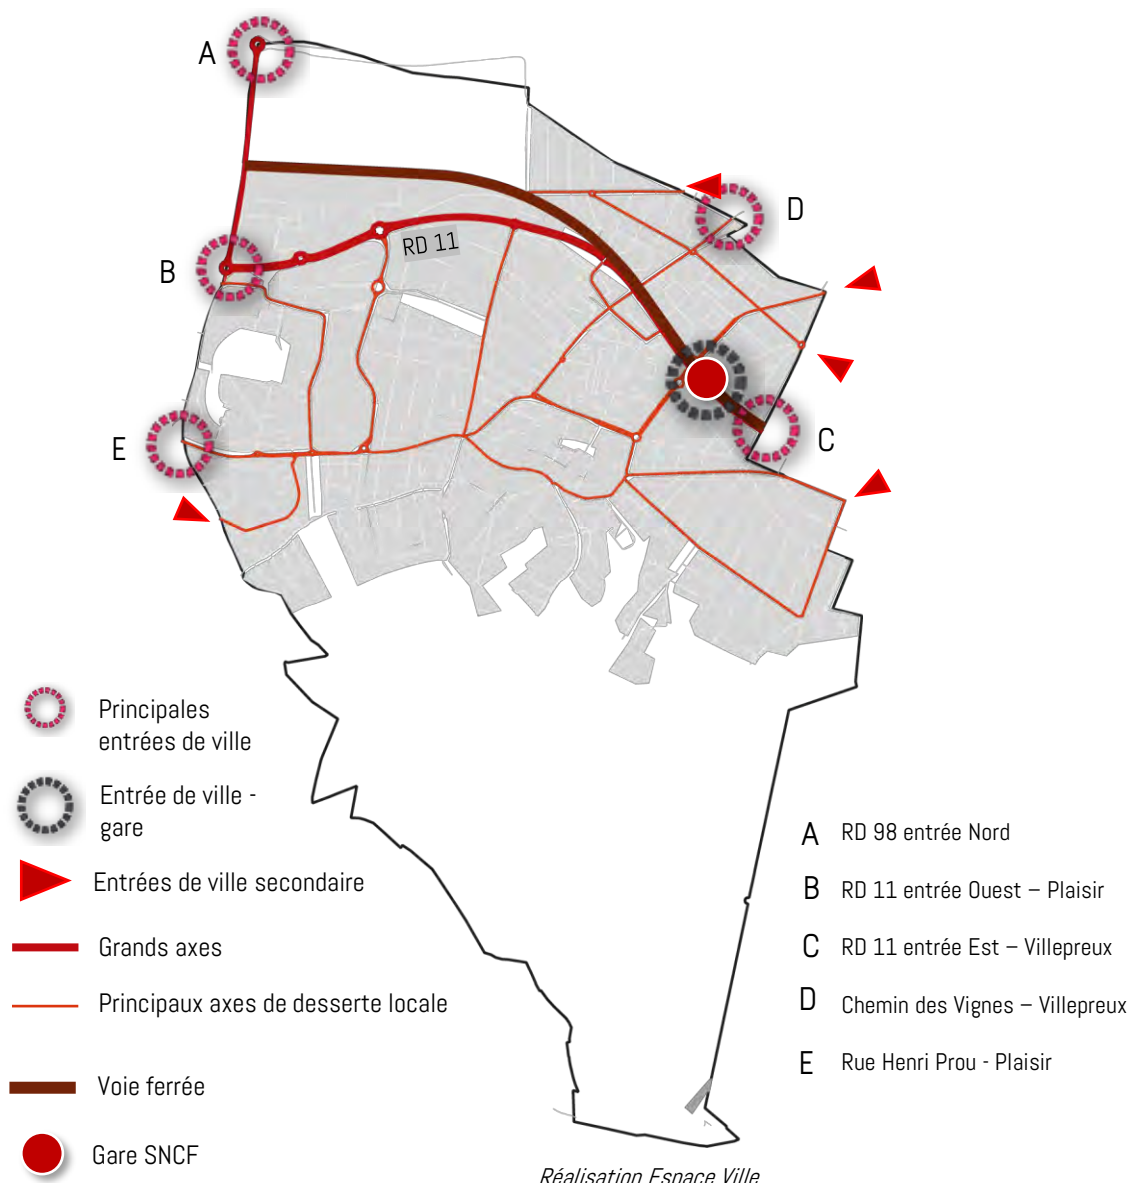 A
D
RD 11
B
C
E
Principales
entrées de ville
Entrée de ville -
gare
Entrées de ville secondaire
Grands axes
Principaux axes de desserte locale
Voie ferrée
Gare SNCF
A RD 98 entrée Nord
B RD 11 entrée Ouest – Plaisir
C RD 11 entrée Est – Villepreux
D Chemin des Vignes – Villepreux
E Rue Henri Prou - Plaisir
Réalisation Espace Ville